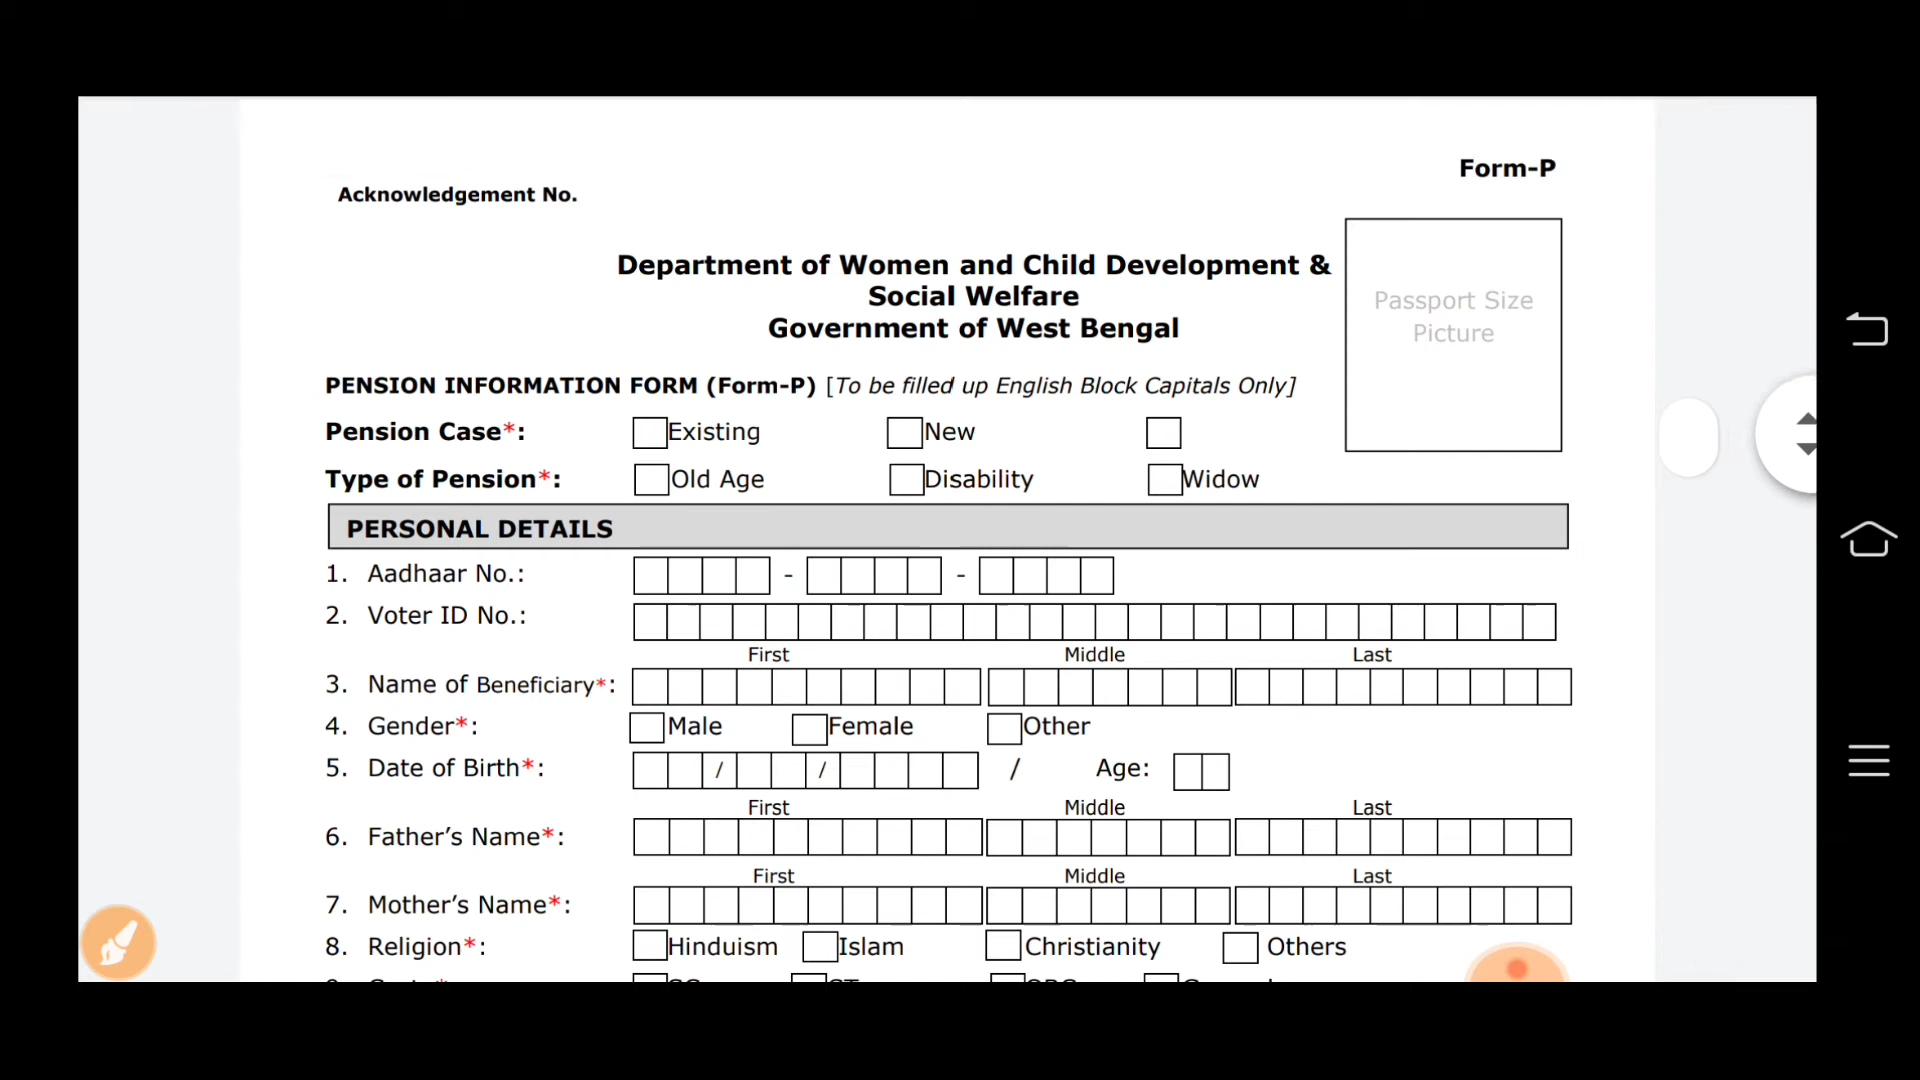 Form-P
Acknowledgement No.
Department of Women and Child Development &
Social Welfare
Government of West Bengal
Passport Size
Picture
PENSION INFORMATION FORM (Form-P) [To be filled up English Block Capitals Only]
Pension Case*: Existing New
Type of Pension*: Old Age Disability Widow
PERSONAL DETAILS
1. Aadhaar No.: - -
2. Voter ID No.:
First Middle Last
3. Name of Beneficiary*:
4. Gender*: Male Female Other
5. Date of Birth*: / / / Age:
First Middle Last
6. Father’s Name*:
First Middle Last
7. Mother’s Name*:
8. Religion*: Hinduism Islam Christianity Others